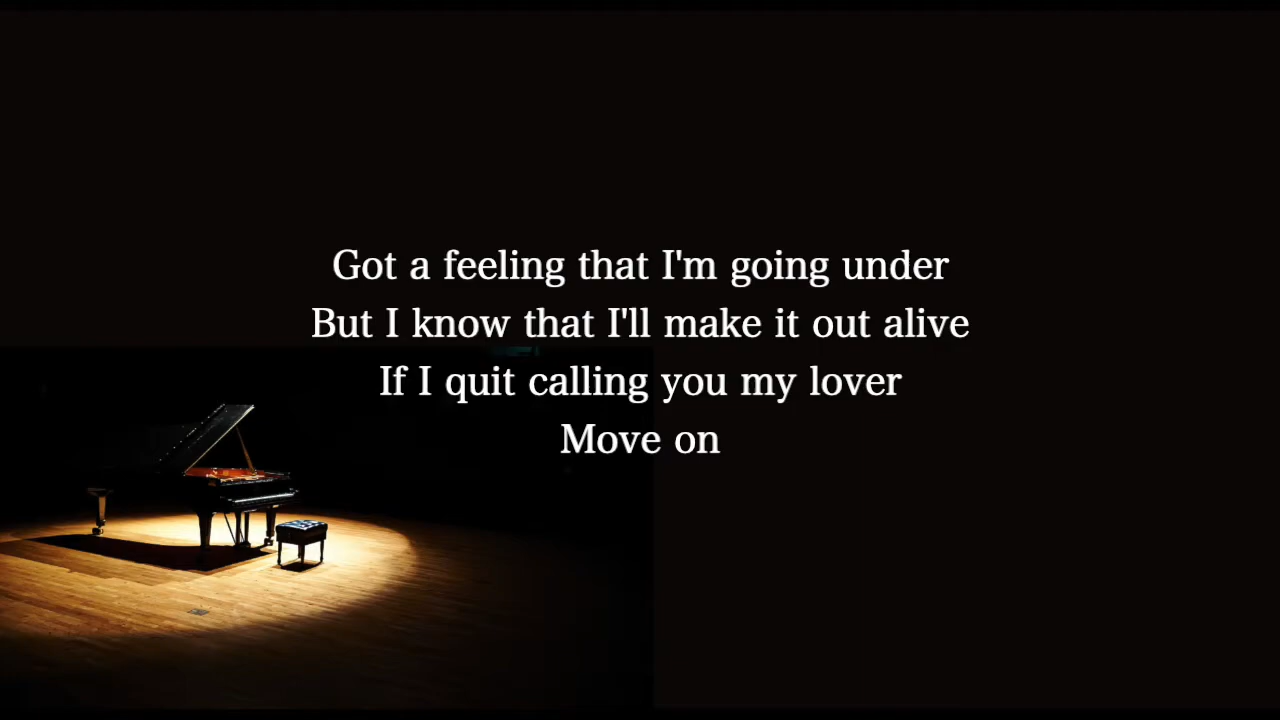 Got a feeling that I'm going under
But I know that I'll make it out alive
If I quit calling you my lover
Move on